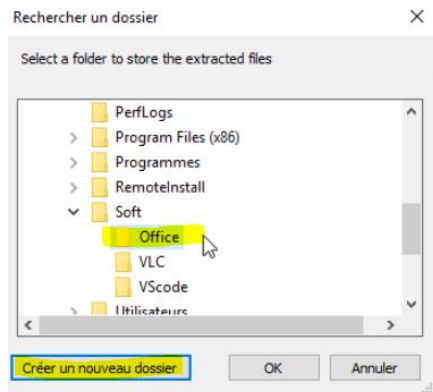 Rechercher un dossier
Select a folder to store the extracted files
PerfLogs
Program Files (x86)
Programmes
RemoteInstall
Soft
Office
VLC
VScode
Utilisateurs
Créer un nouveau dossier OK Annuler